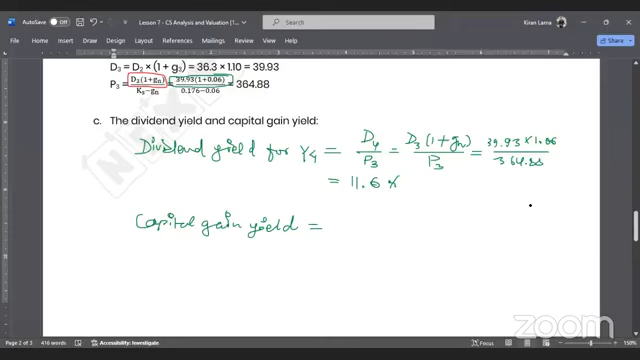 AutoSave Off Lesson 7 - CS Analysis and Valuation Search Kiran Lama
File Home Insert Draw Design Layout References Mailings Review View Help
D₃ = D₂ × (1+ g₃) = 36.3 × 1.10 = 39.93
P₃ = D₃(1+gₙ) / Kₛ−gₙ = 39.93(1+0.06) / 0.176−0.06 = 364.88
c. The dividend yield and capital gain yield:
Dividend yield for Y4 = D₄ / P₃ = D₃(1+gₙ) / P₃ = 39.93×1.06 / 364.88
= 11.6 %
Capital gain yield =
zoom
Page 2 of 3 416 words Accessibility: Investigate Focus 150%